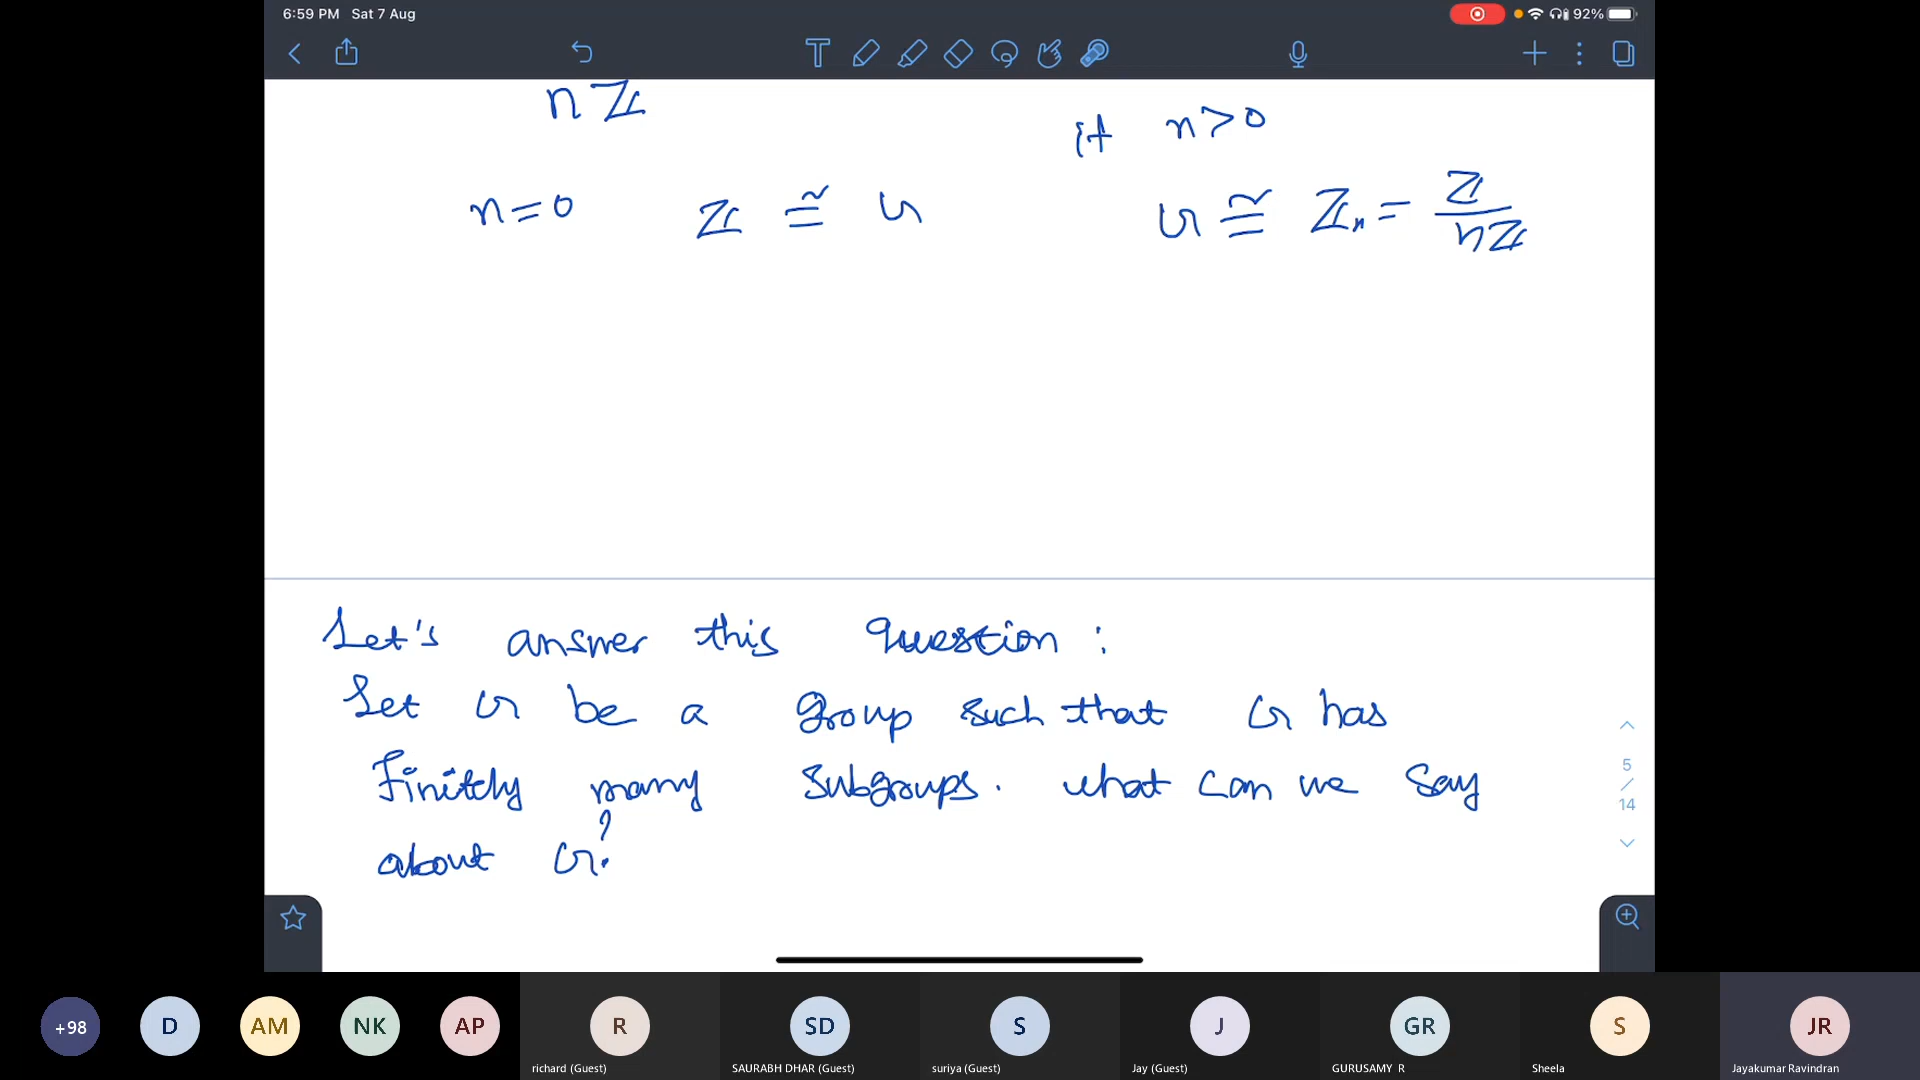 6:59 PM Sat 7 Aug 92%
T
nℤ
if n>0
n=0 ℤ ≅ G
G ≅ ℤn = ℤ/nℤ
Let's answer this question :
Let G be a group such that G has
Finitely many subgroups. what can we say
about G?
5
/
14
+98 D AM NK AP R SD S J GR S JR
richard (Guest) SAURABH DHAR (Guest) suriya (Guest) Jay (Guest) GURUSAMY R Sheela Jayakumar Ravindran